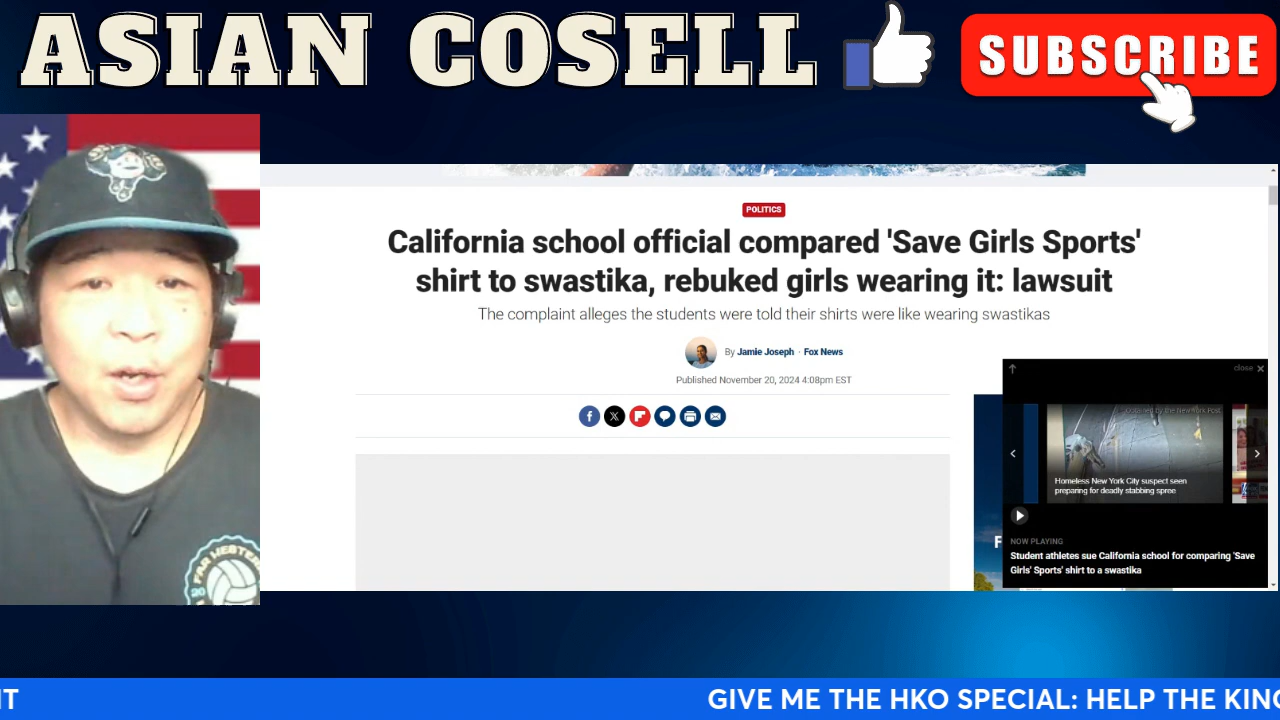 ASIAN COSELL
SUBSCRIBE
POLITICS
California school official compared 'Save Girls Sports'
shirt to swastika, rebuked girls wearing it: lawsuit
The complaint alleges the students were told their shirts were like wearing swastikas
By Jamie Joseph · Fox News
Published November 20, 2024 4:08pm EST
close ×
Homeless New York City suspect seen
preparing for deadly stabbing spree
NOW PLAYING
Student athletes sue California school for comparing 'Save
Girls' Sports' shirt to a swastika
F
FAR WESTER
20
IT
GIVE ME THE HKO SPECIAL: HELP THE KING